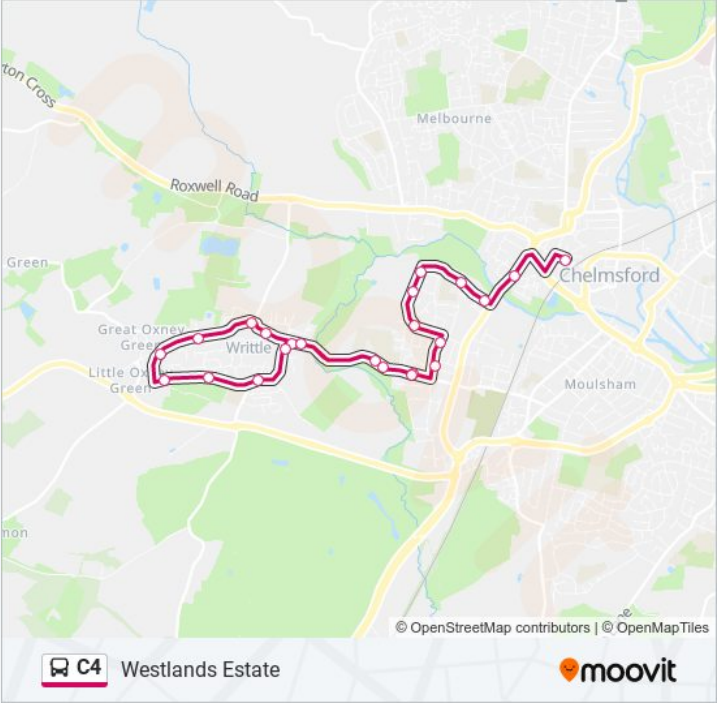 ton Cross
Melbourne
Roxwell Road
Green
Chelmsford
Great Oxney
Green
Writtle
Little Ox
Green
Moulsham
mon
© OpenStreetMap contributors | © OpenMapTiles
C4 Westlands Estate
moovit